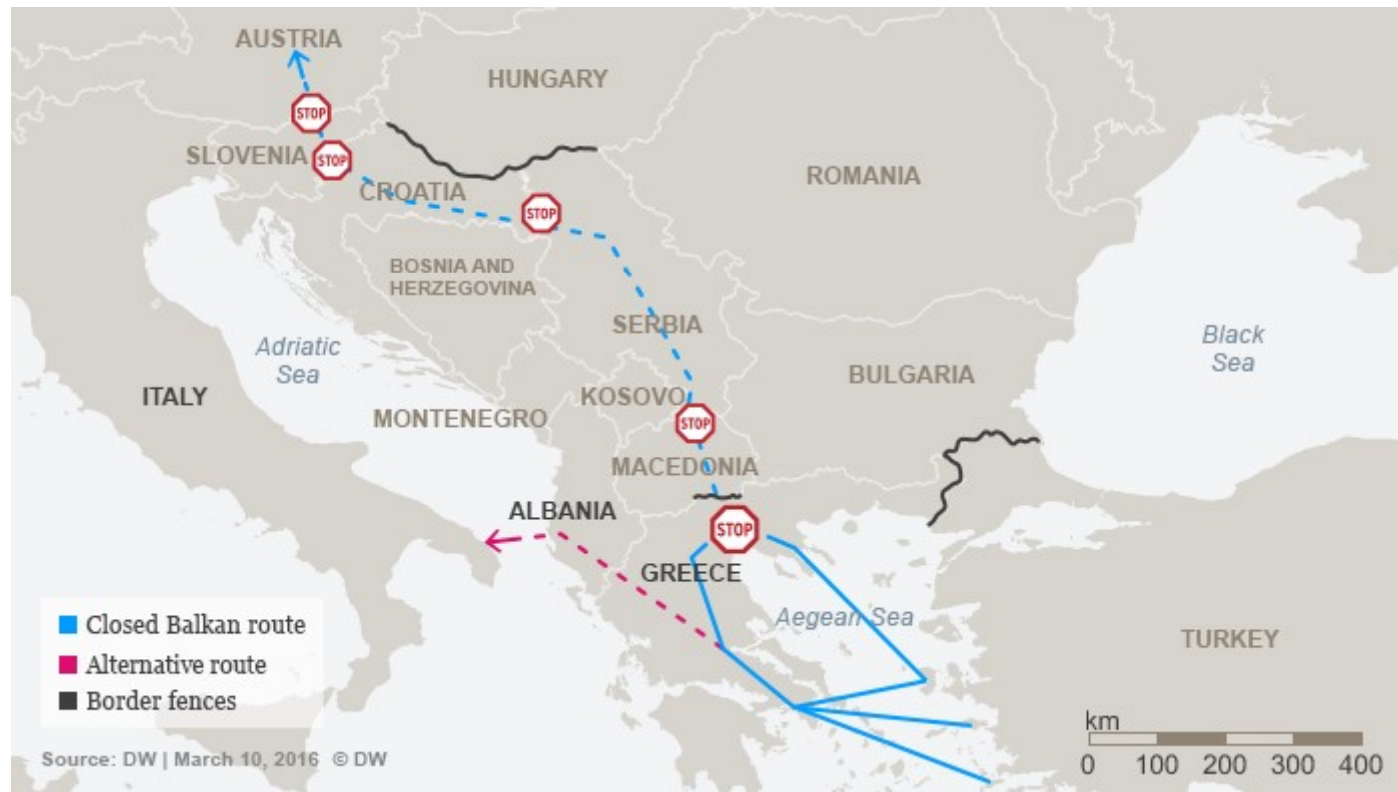 AUSTRIA
HUNGARY
STOP
SLOVENIA
STOP
CROATIA
ROMANIA
STOP
BOSNIA AND
HERZEGOVINA
SERBIA
Adriatic
Sea
Black
Sea
ITALY
KOSOVO
BULGARIA
MONTENEGRO
STOP
MACEDONIA
ALBANIA
STOP
GREECE
Aegean Sea
TURKEY
Closed Balkan route
Alternative route
Border fences
Source: DW | March 10, 2016 © DW
km
0 100 200 300 400